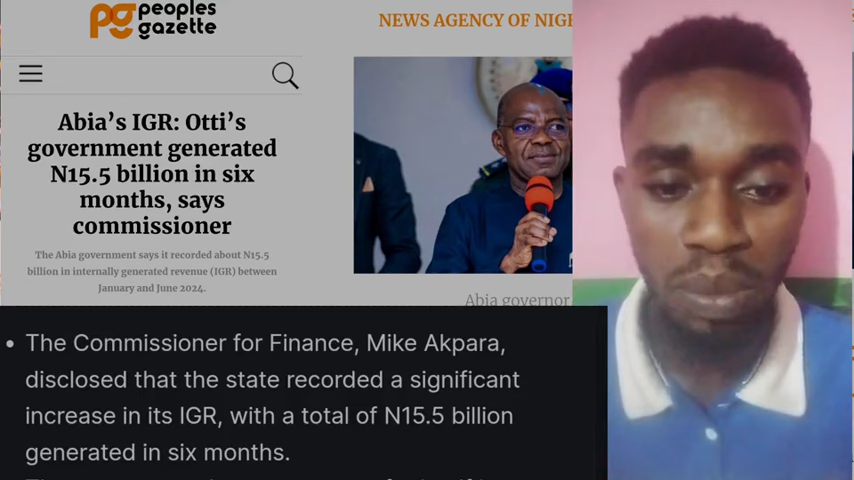 peoples
gazette
NEWS AGENCY OF
Abia’s IGR: Otti’s
government generated
N15.5 billion in six
months, says
commissioner
The Abia government says it recorded about N15.5
billion in internally generated revenue (IGR) between
January and June 2024.
Abia governor
• The Commissioner for Finance, Mike Akpara,
disclosed that the state recorded a significant
increase in its IGR, with a total of N15.5 billion
generated in six months.